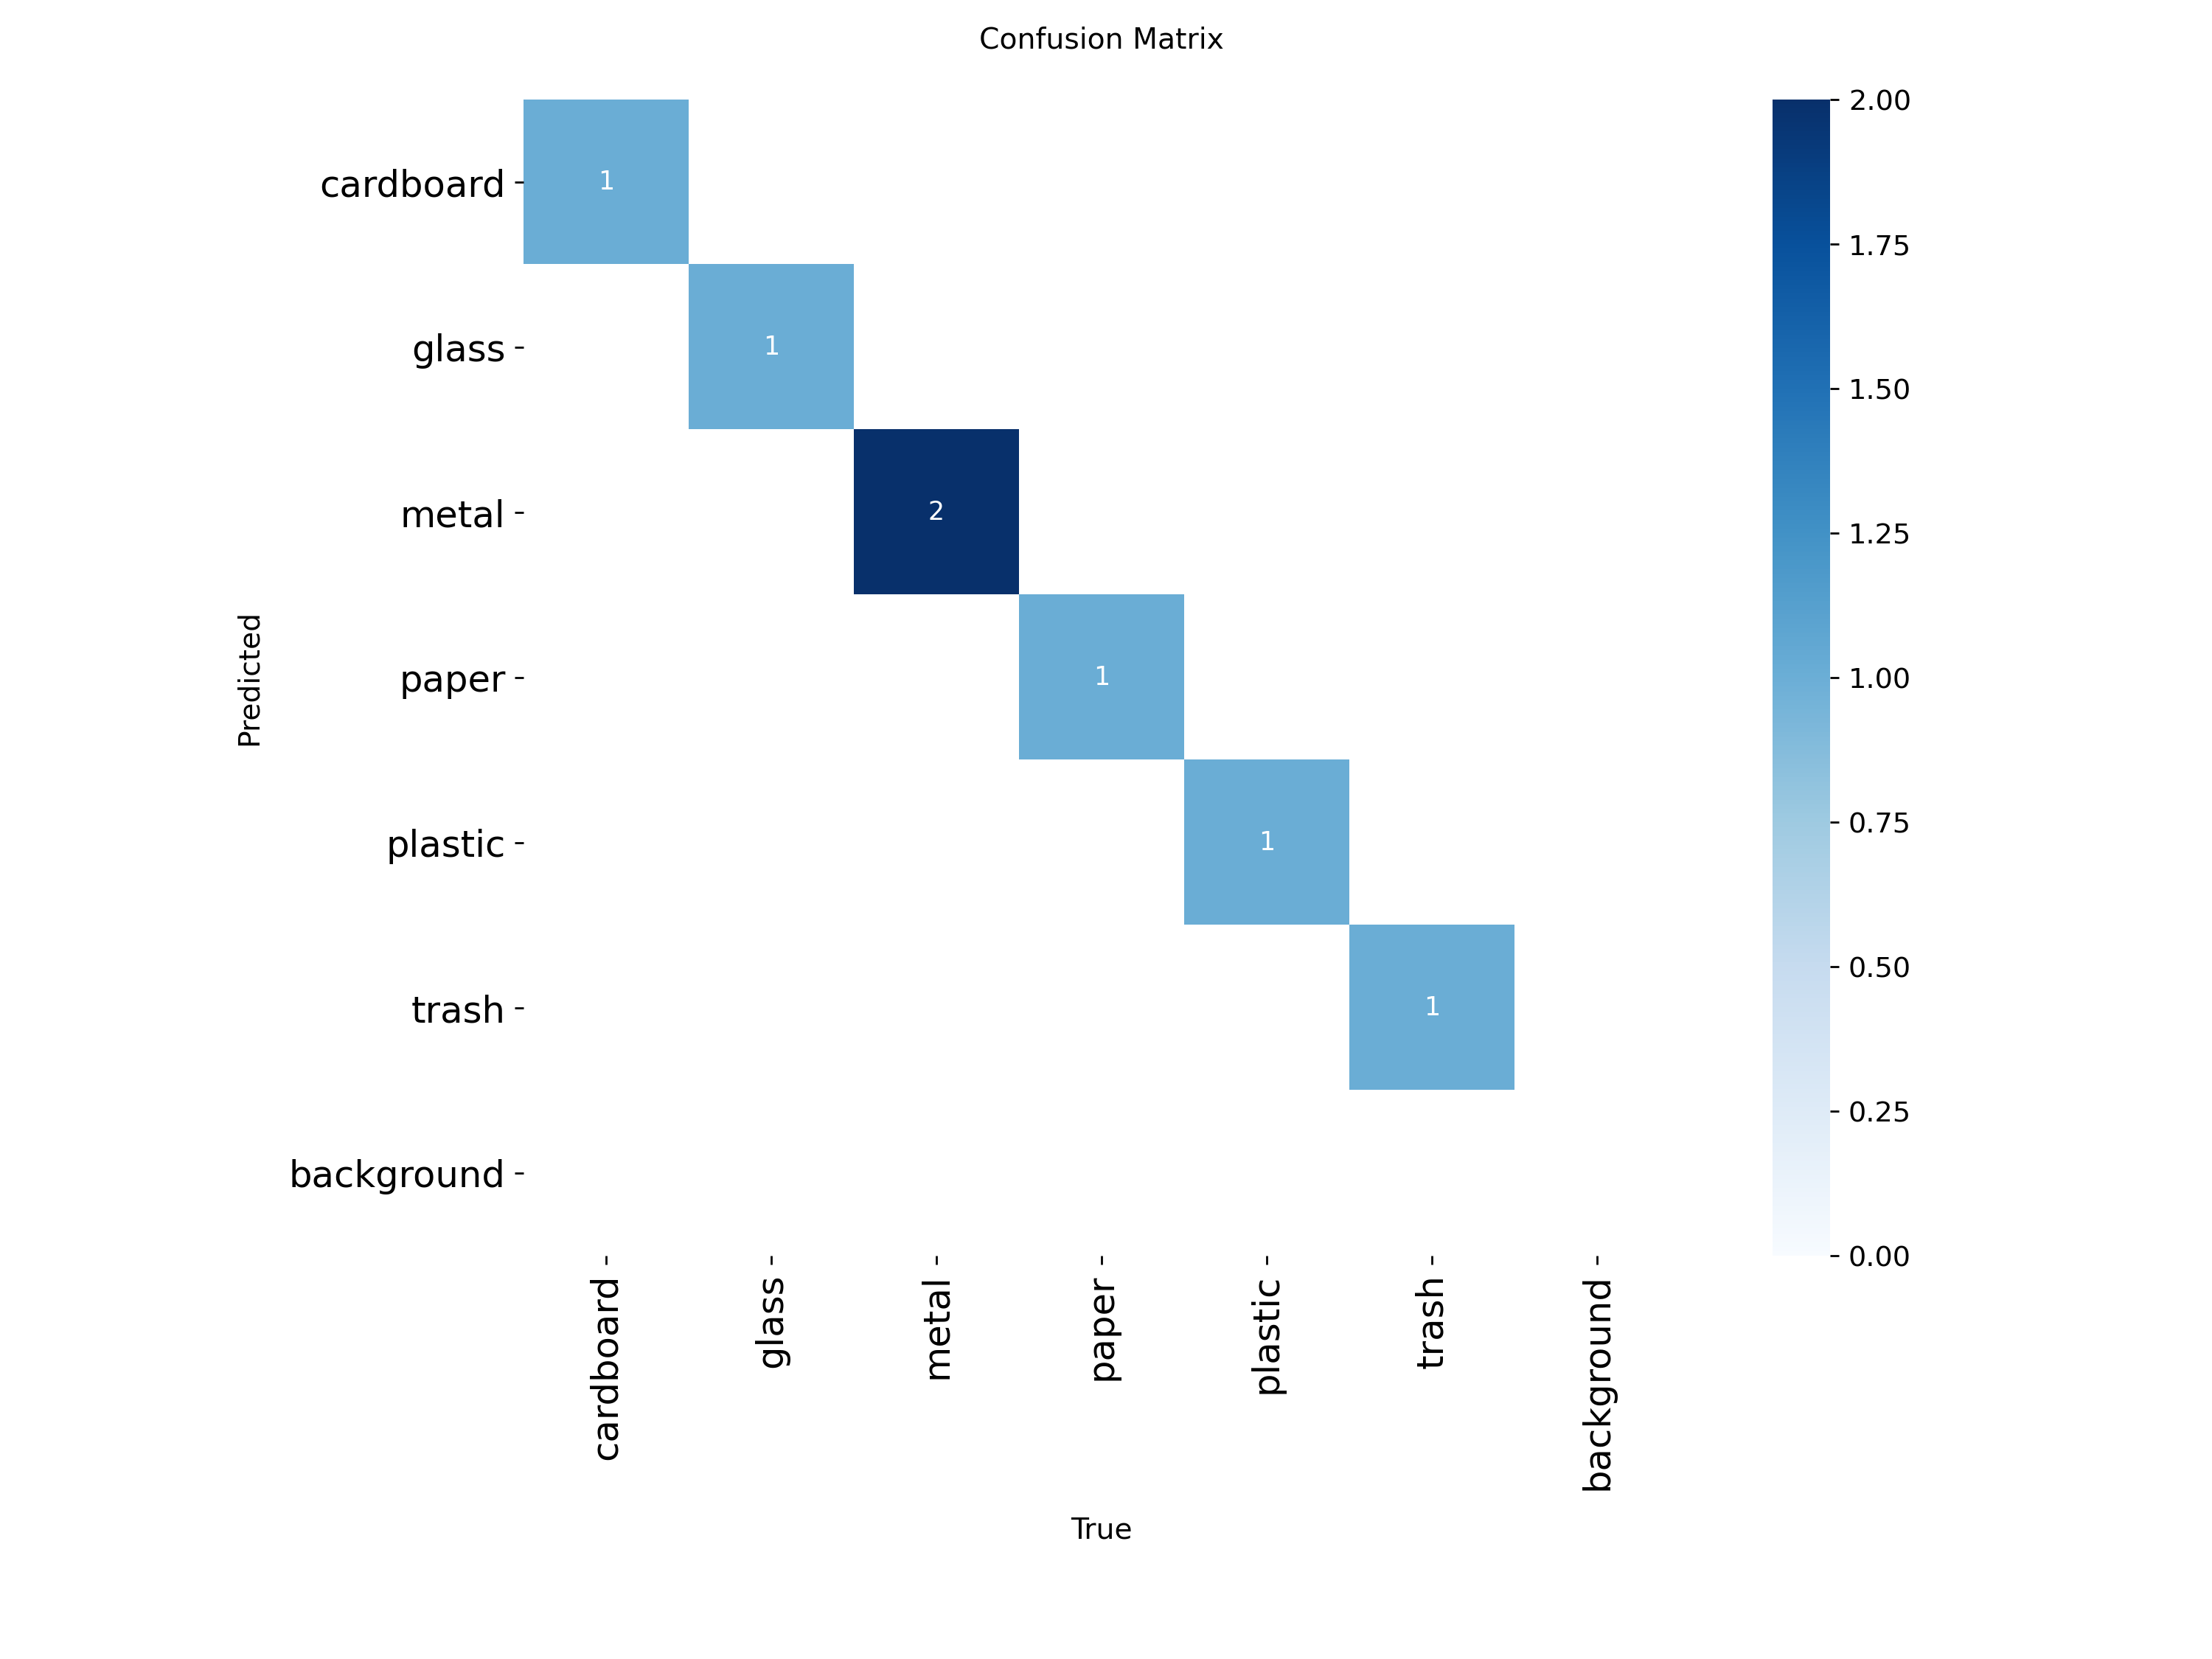 Confusion Matrix
cardboard
glass
metal
paper
plastic
trash
background
Predicted
1
1
2
1
1
1
cardboard
glass
metal
paper
plastic
trash
background
True
2.00
1.75
1.50
1.25
1.00
0.75
0.50
0.25
0.00